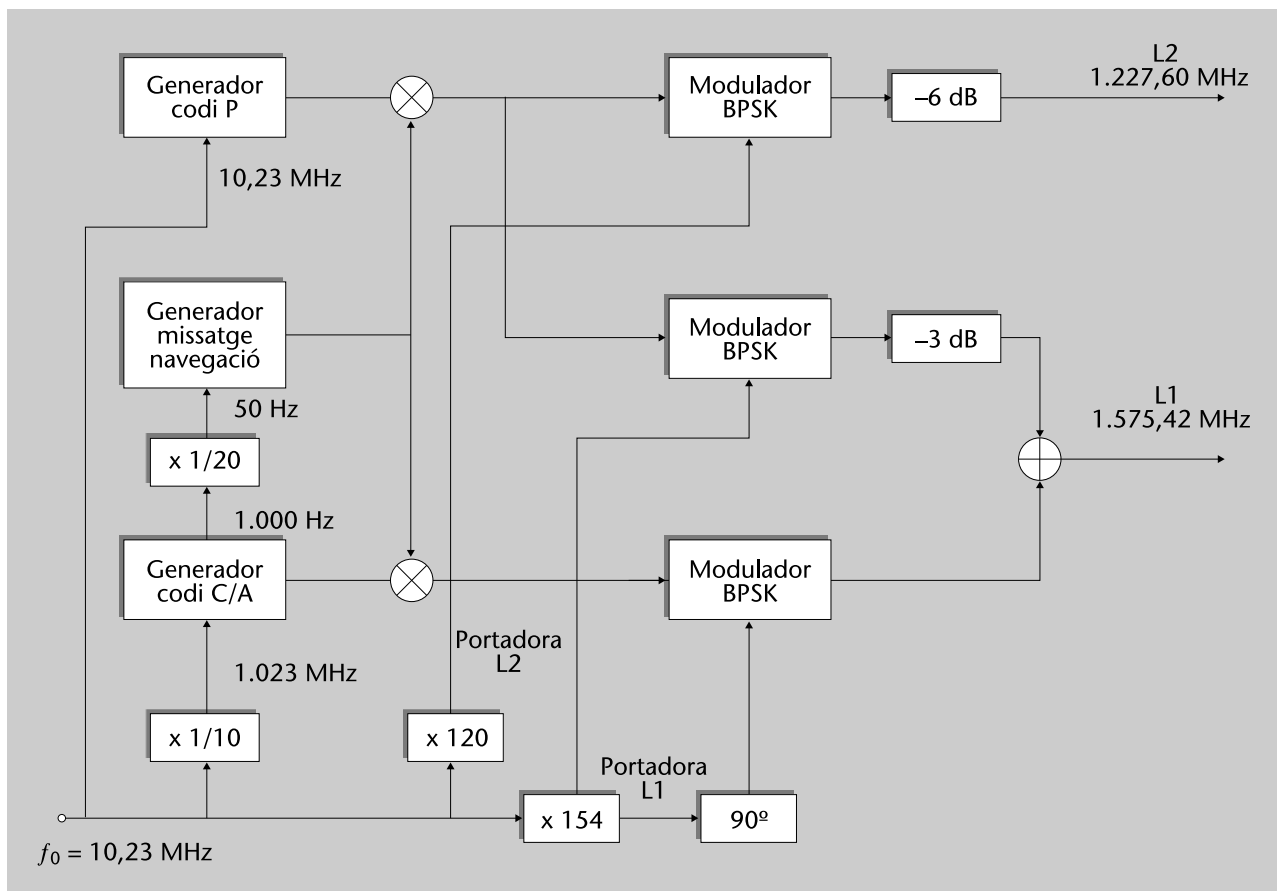 Generador
codi P
Modulador
BPSK
–6 dB
L2
1.227,60 MHz
10,23 MHz
Generador
missatge
navegació
Modulador
BPSK
–3 dB
L1
1.575,42 MHz
50 Hz
x 1/20
1.000 Hz
Generador
codi C/A
Modulador
BPSK
Portadora
L2
1.023 MHz
x 1/10
x 120
Portadora
L1
x 154
90º
f0 = 10,23 MHz